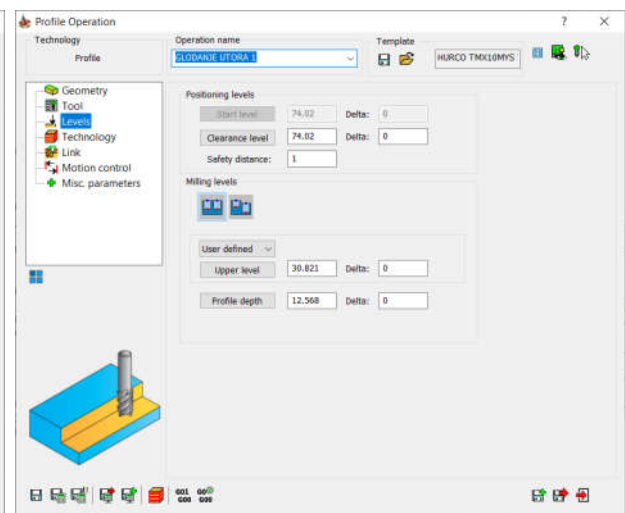 Profile Operation ? ×
Technology Operation name Template
Profile GLODANJE UTORA 1 HURCO TMX10MYS
Geometry
Tool
Levels
Technology
Link
Motion control
Misc. parameters
Positioning levels
Start level 74.02 Delta: 0
Clearance level 74.02 Delta: 0
Safety distance: 1
Milling levels
User defined
Upper level 30.821 Delta: 0
Profile depth 12.568 Delta: 0
G01 G00
G00 G00